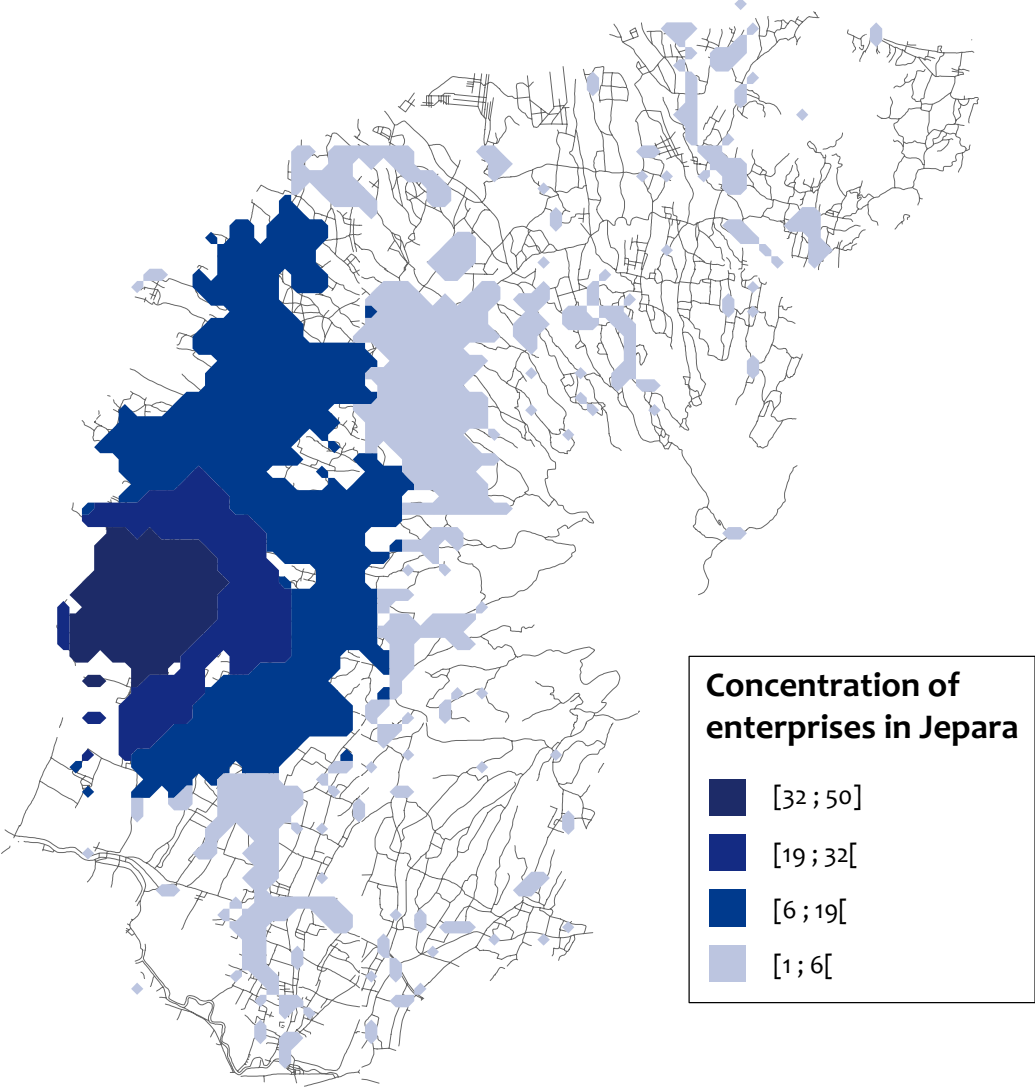 Concentration of
enterprises in Jepara
[32 ; 50]
[19 ; 32[
[6 ; 19[
[1 ; 6[